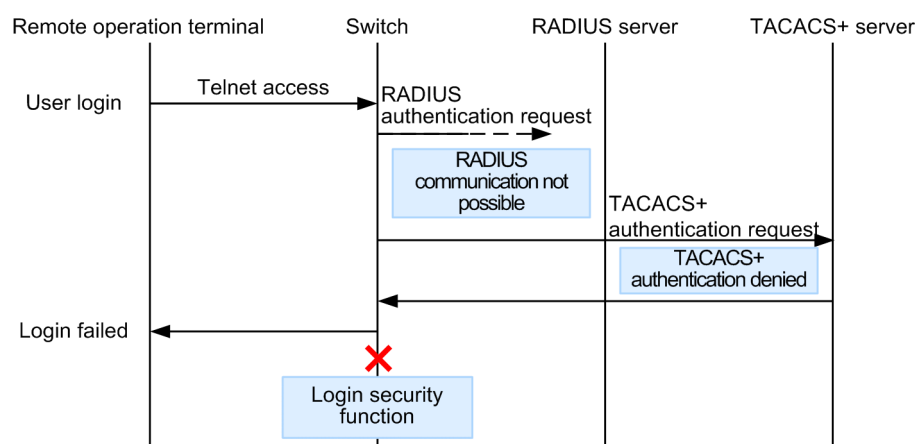 Remote operation terminal
Switch
RADIUS server
TACACS+ server
User login
Telnet access
RADIUS
authentication request
RADIUS
communication not
possible
TACACS+
authentication request
TACACS+
authentication denied
Login failed
Login security
function